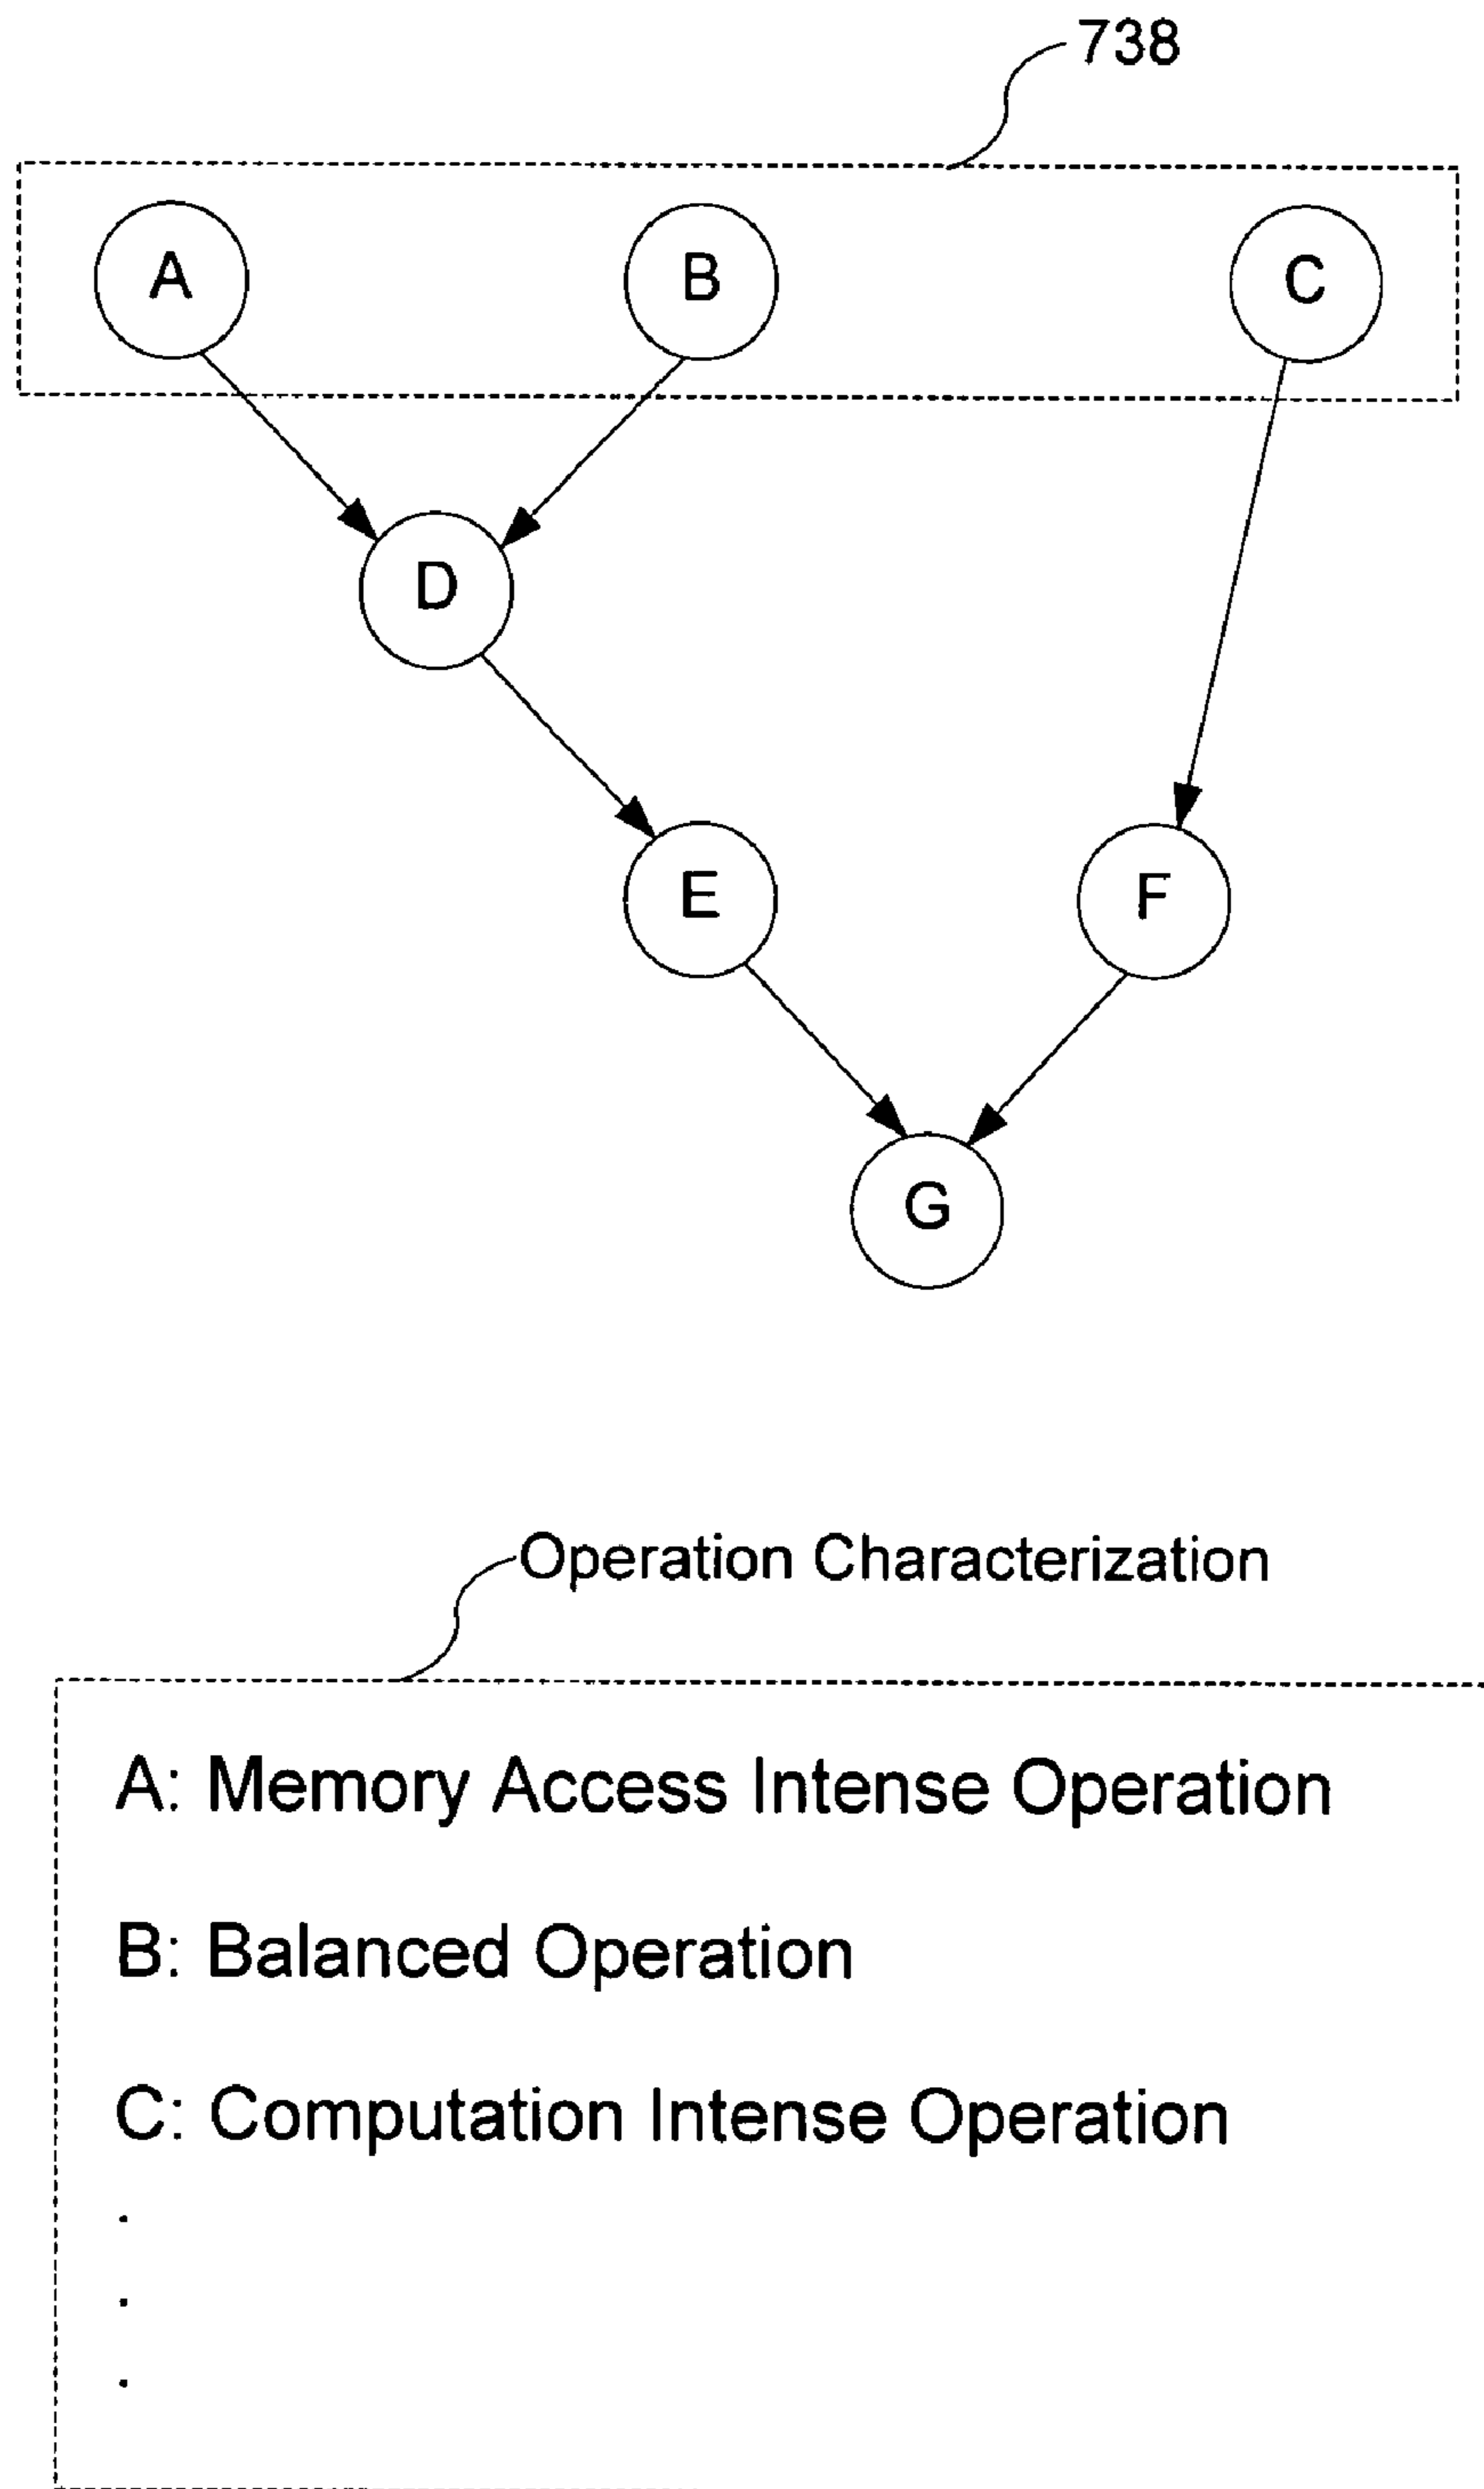 738
A
B
C
D
E
F
G
Operation Characterization
A: Memory Access Intense Operation
B: Balanced Operation
C: Computation Intense Operation
.
.
.